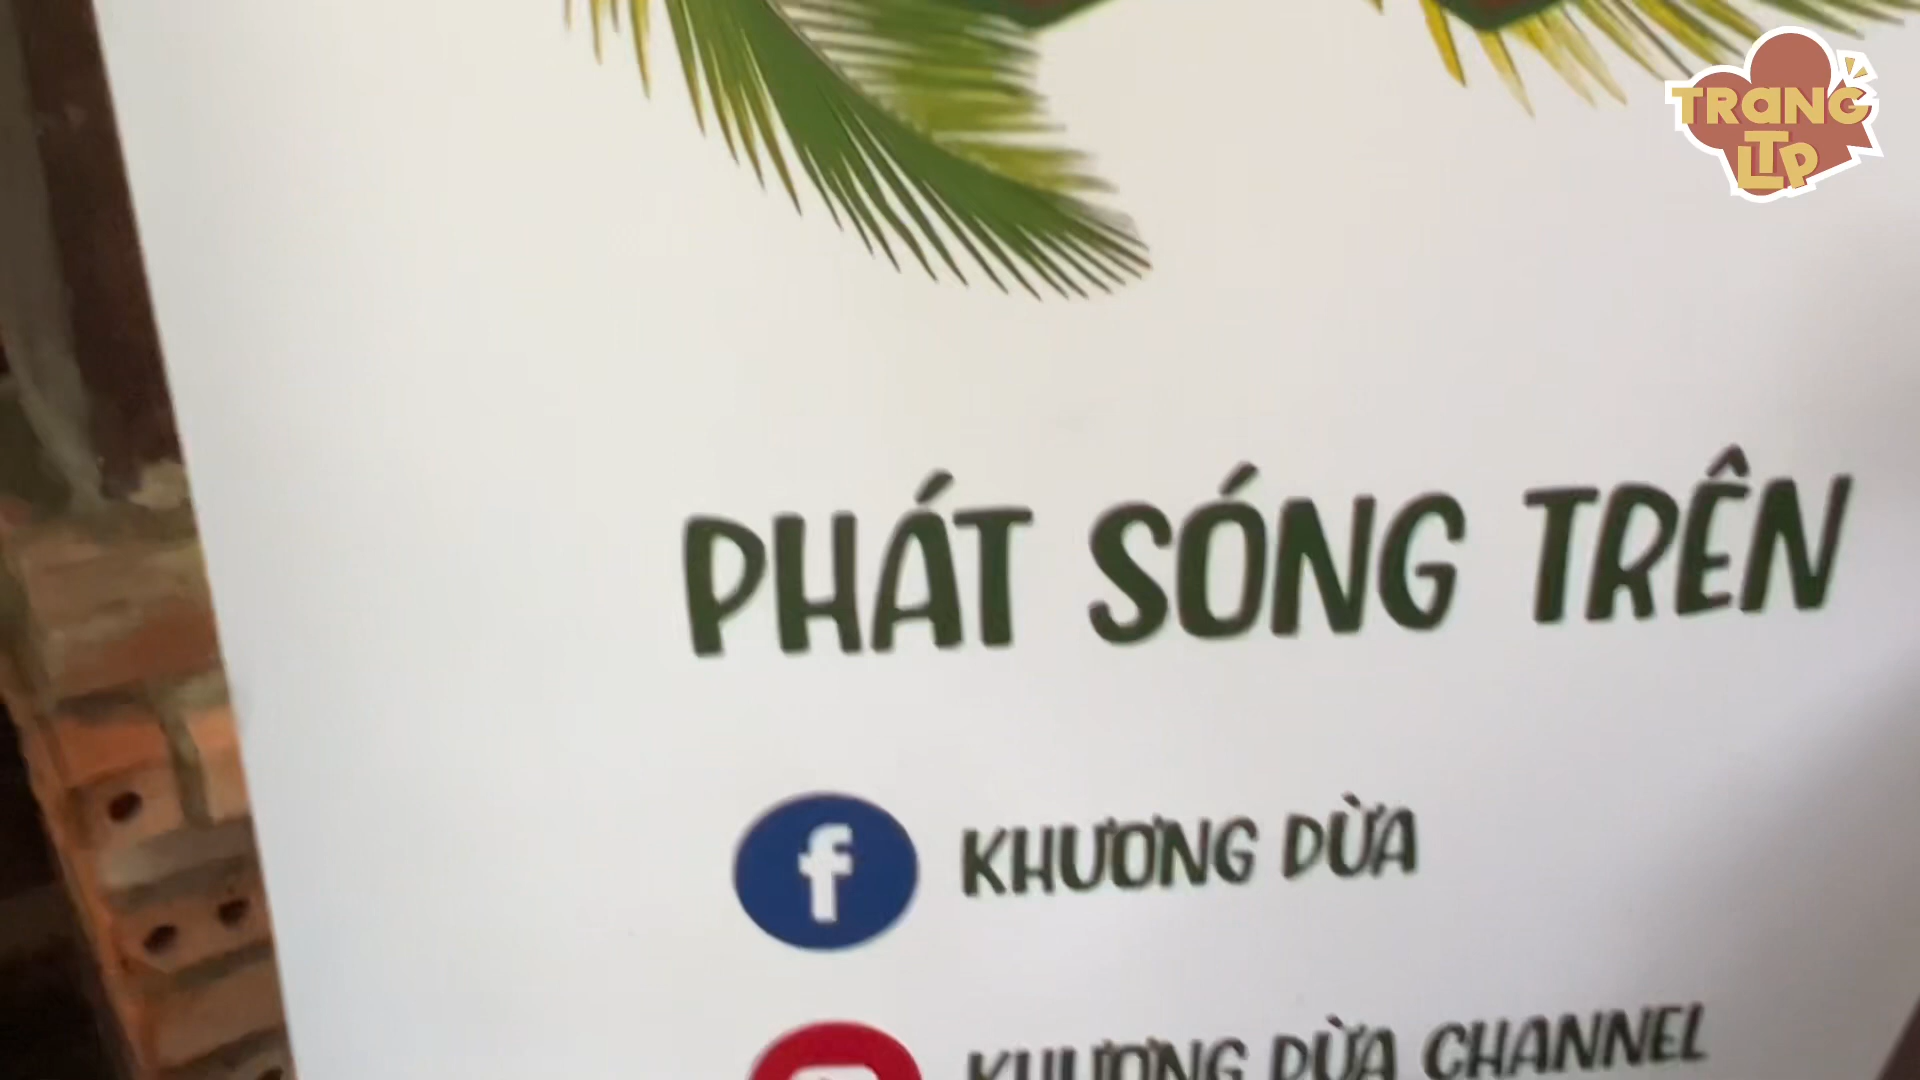 TRANG
LTP
PHÁT SÓNG TRÊN
KHƯƠNG DỪA
KHƯƠNG DỪA CHANNEL